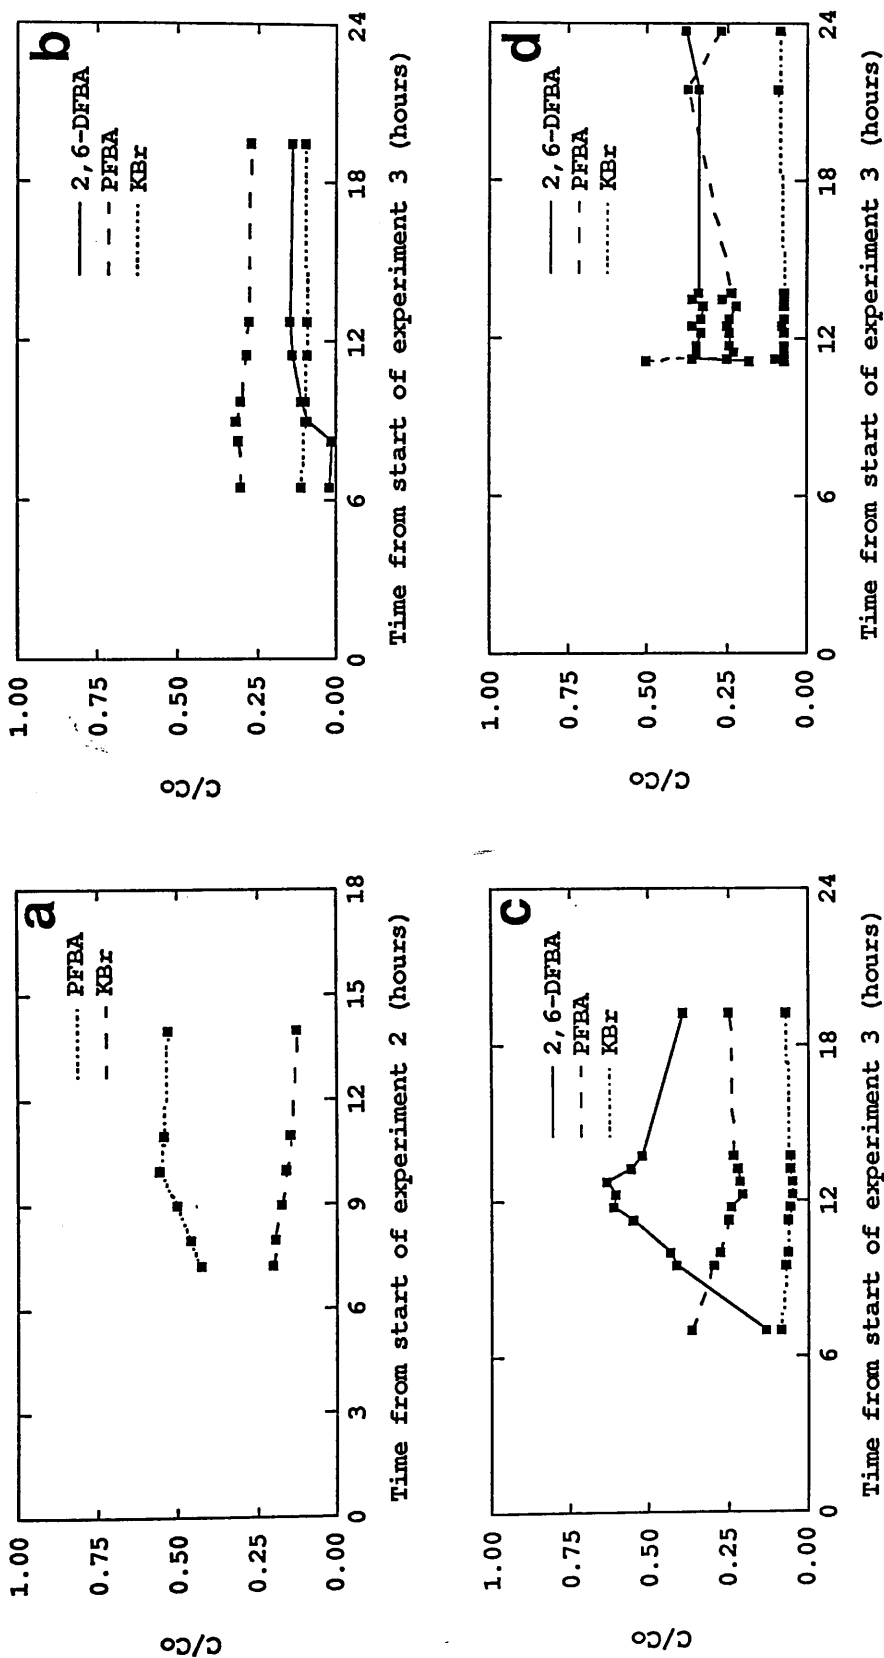 a
1.00
0.75
0.50
0.25
0.00
C/Co
PFBA
KBr
0 3 6 9 12 15 18
Time from start of experiment 2 (hours)
b
1.00
0.75
0.50
0.25
0.00
C/Co
2,6-DFBA
PFBA
KBr
0 6 12 18 24
Time from start of experiment 3 (hours)
c
1.00
0.75
0.50
0.25
0.00
C/Co
2,6-DFBA
PFBA
KBr
0 6 12 18 24
Time from start of experiment 3 (hours)
d
1.00
0.75
0.50
0.25
0.00
C/Co
2,6-DFBA
PFBA
KBr
0 6 12 18 24
Time from start of experiment 3 (hours)